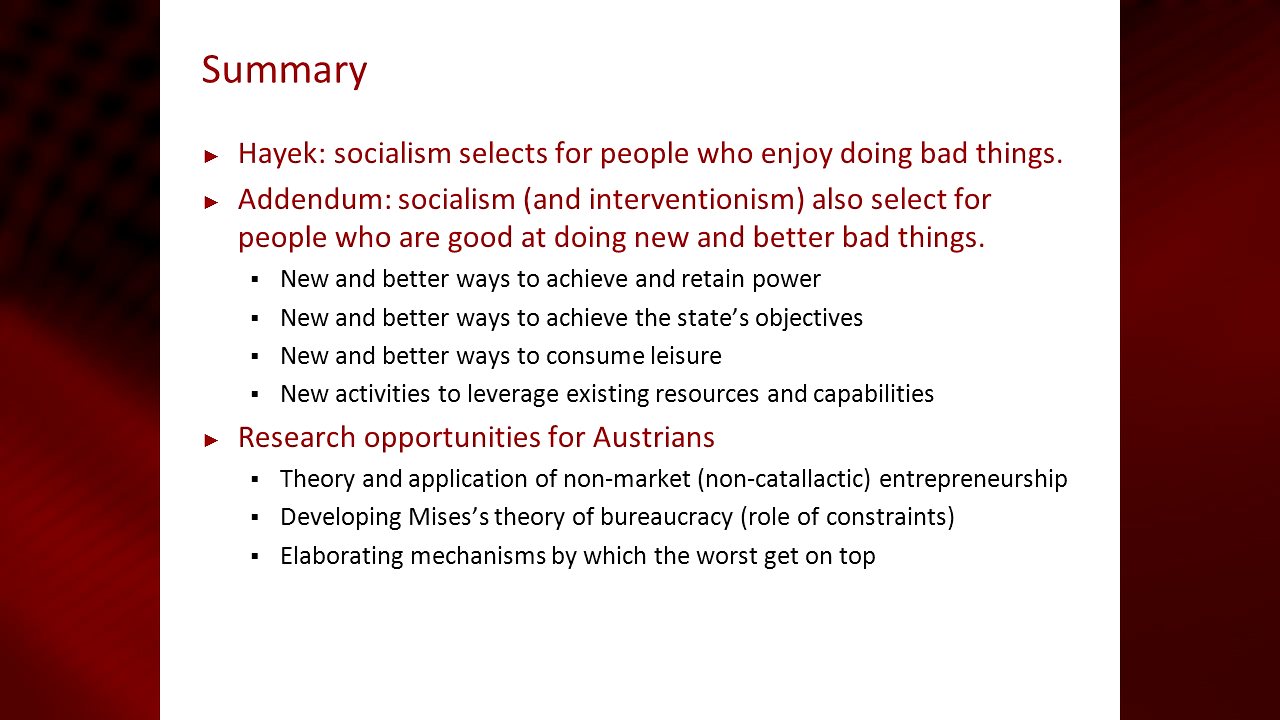 Summary
► Hayek: socialism selects for people who enjoy doing bad things.
► Addendum: socialism (and interventionism) also select for
people who are good at doing new and better bad things.
▪ New and better ways to achieve and retain power
▪ New and better ways to achieve the state’s objectives
▪ New and better ways to consume leisure
▪ New activities to leverage existing resources and capabilities
► Research opportunities for Austrians
▪ Theory and application of non-market (non-catallactic) entrepreneurship
▪ Developing Mises’s theory of bureaucracy (role of constraints)
▪ Elaborating mechanisms by which the worst get on top